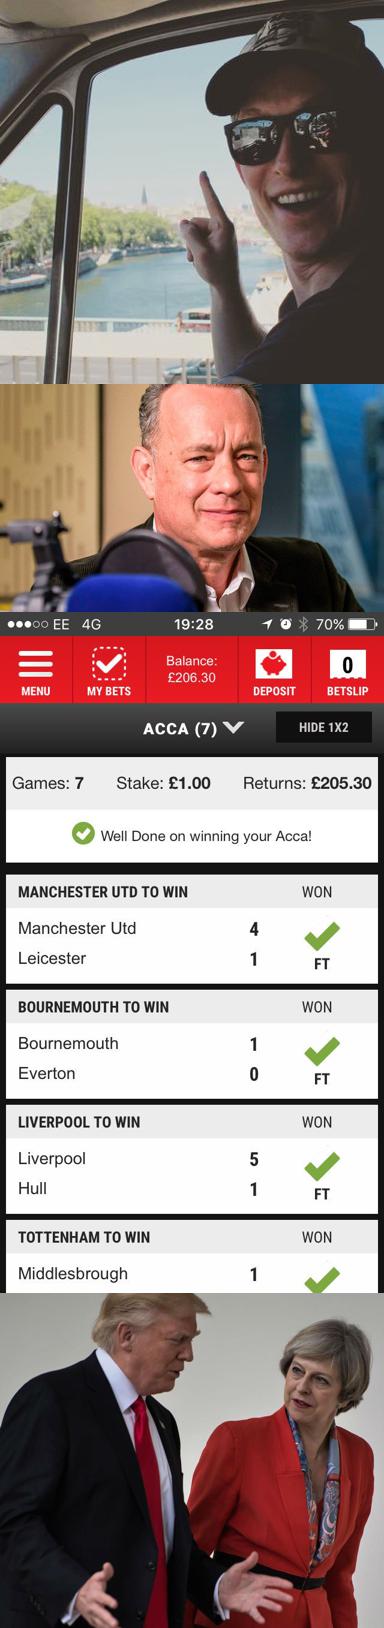 EE 4G 19:28 70%
MENU
MY BETS
Balance:
£206.30
DEPOSIT
0
BETSLIP
ACCA (7)
HIDE 1X2
Games: 7 Stake: £1.00 Returns: £205.30
Well Done on winning your Acca!
MANCHESTER UTD TO WIN WON
Manchester Utd 4
Leicester 1 FT
BOURNEMOUTH TO WIN WON
Bournemouth 1
Everton 0 FT
LIVERPOOL TO WIN WON
Liverpool 5
Hull 1 FT
TOTTENHAM TO WIN WON
Middlesbrough 1